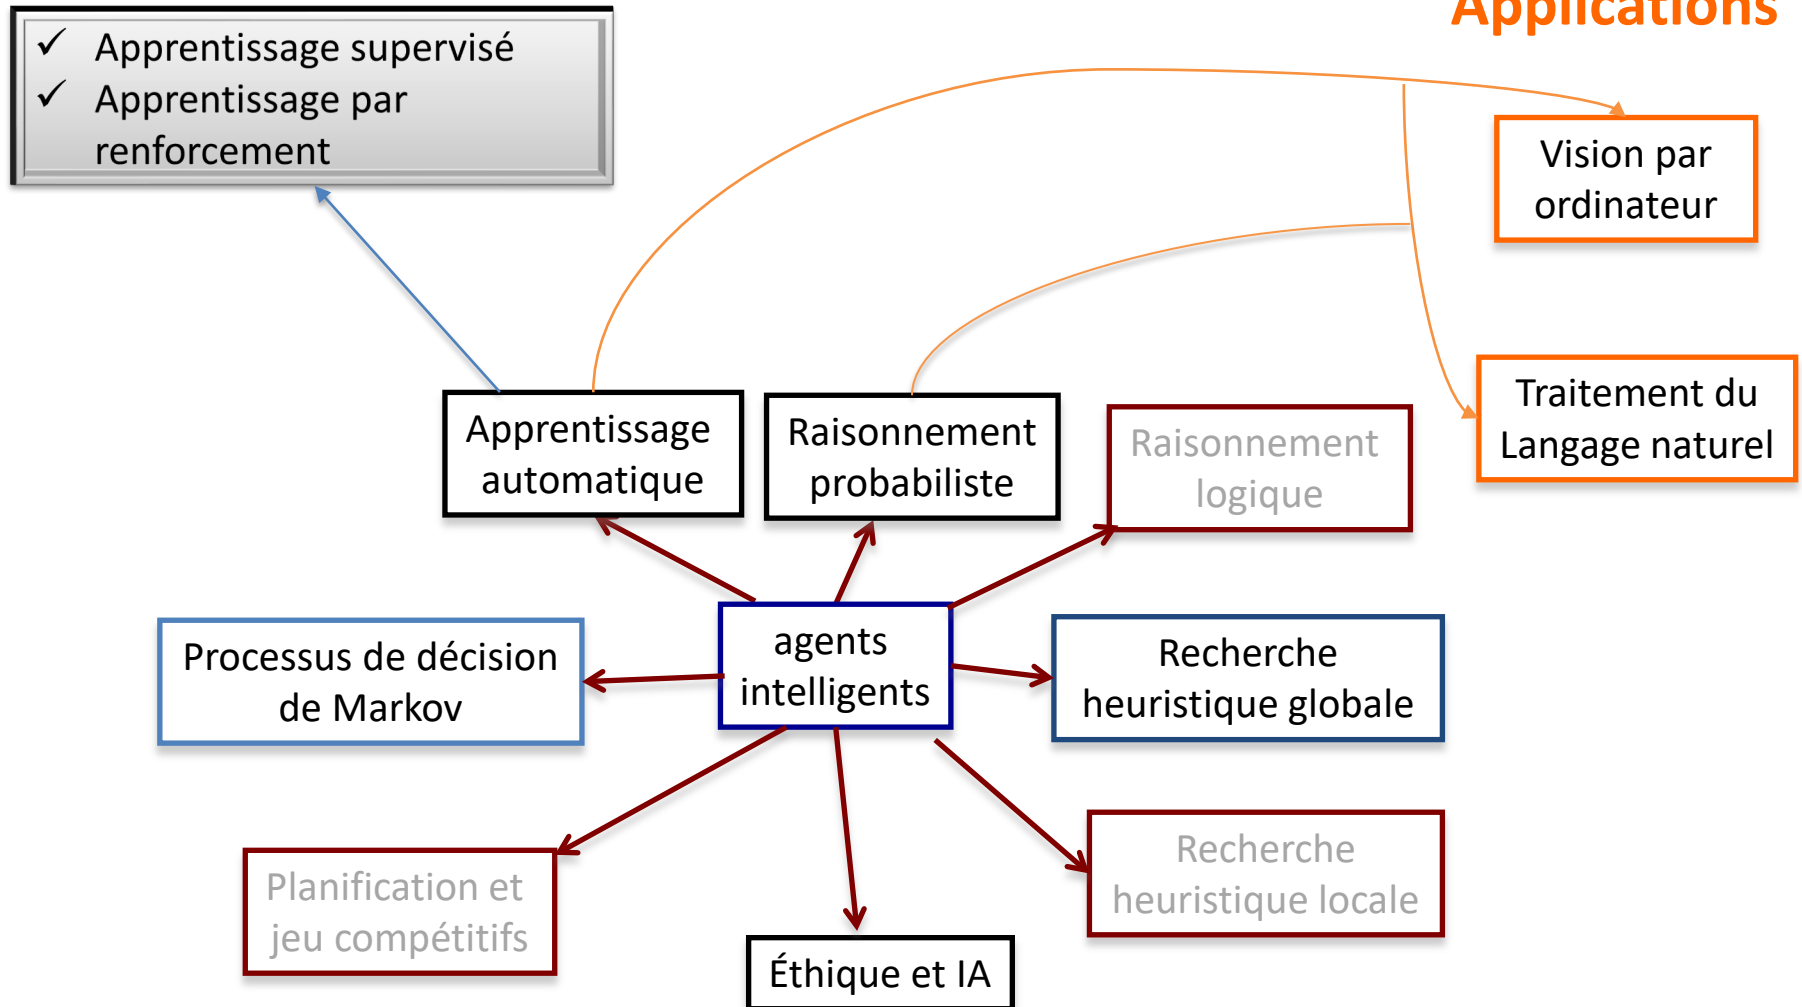 Applications
Apprentissage supervisé
Apprentissage par
renforcement
Vision par
ordinateur
Traitement du
Langage naturel
Apprentissage
automatique
Raisonnement
probabiliste
Raisonnement
logique
Processus de décision
de Markov
agents
intelligents
Recherche
heuristique globale
Planification et
jeu compétitifs
Éthique et IA
Recherche
heuristique locale